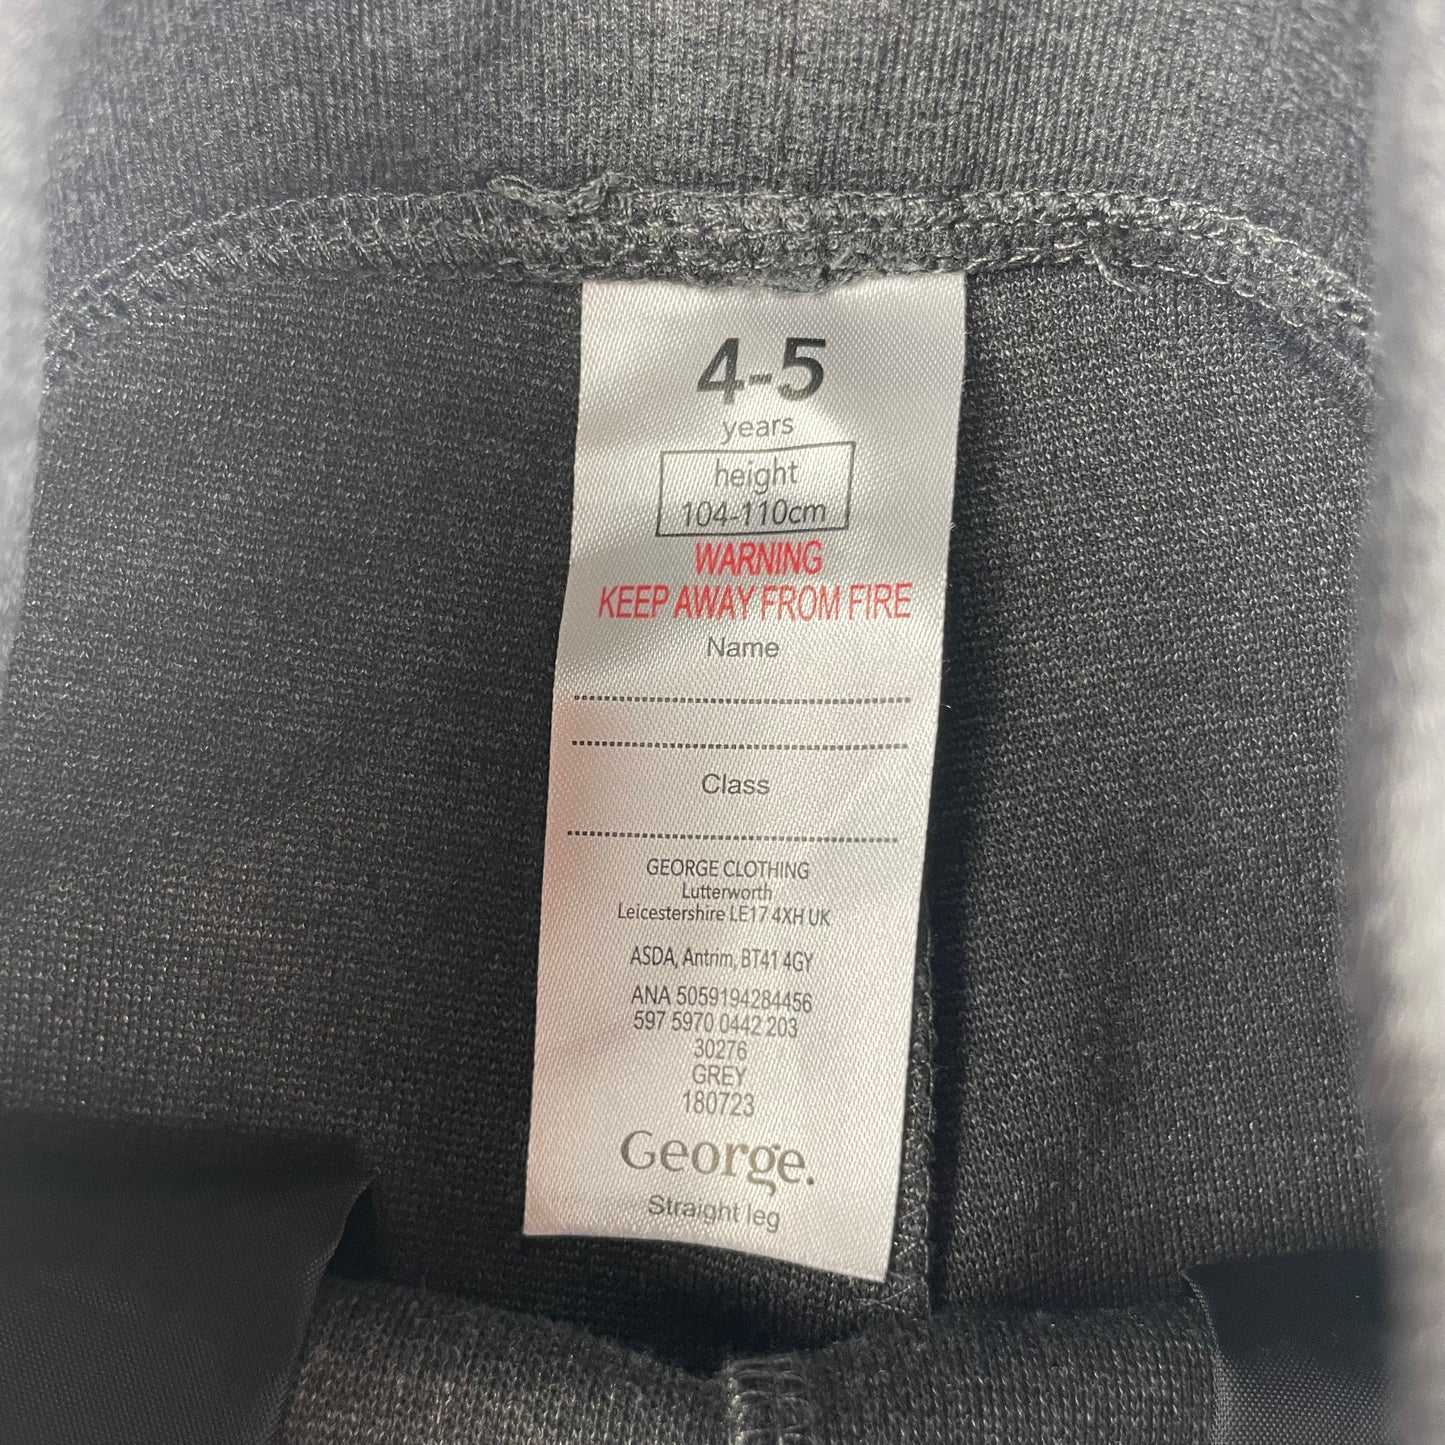 4-5
years
height
104-110cm
WARNING
KEEP AWAY FROM FIRE
Name
Class
GEORGE CLOTHING
Lutterworth
Leicestershire LE17 4XH UK
ASDA, Antrim, BT41 4GY
ANA 5059194284456
597 5970 0442 203
30276
GREY
180723
George.
Straight leg